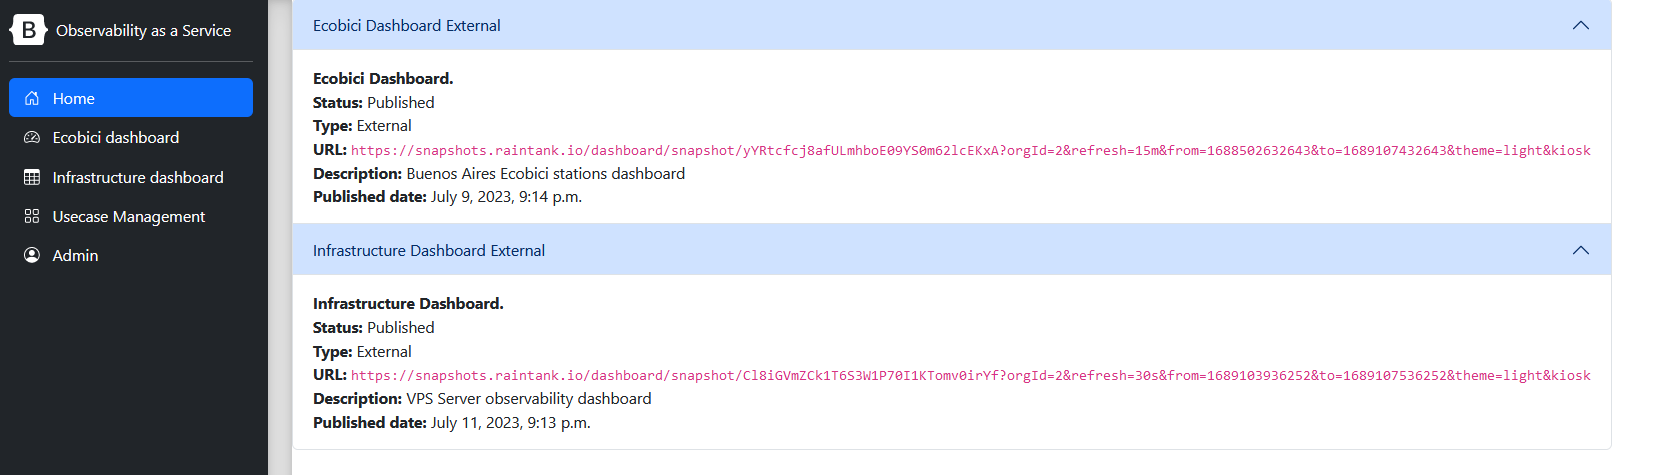 B Observability as a Service
Home
Ecobici dashboard
Infrastructure dashboard
Usecase Management
Admin
Ecobici Dashboard External
Ecobici Dashboard.
Status: Published
Type: External
URL: https://snapshots.raintank.io/dashboard/snapshot/yYRtcfcj8afULmhboE09YS0m62lcEKxA?orgId=2&refresh=15m&from=1688502632643&to=1689107432643&theme=light&kiosk
Description: Buenos Aires Ecobici stations dashboard
Published date: July 9, 2023, 9:14 p.m.
Infrastructure Dashboard External
Infrastructure Dashboard.
Status: Published
Type: External
URL: https://snapshots.raintank.io/dashboard/snapshot/Cl8iGVmZCk1T6S3W1P70I1KTomv0irYf?orgId=2&refresh=30s&from=1689103936252&to=1689107536252&theme=light&kiosk
Description: VPS Server observability dashboard
Published date: July 11, 2023, 9:13 p.m.